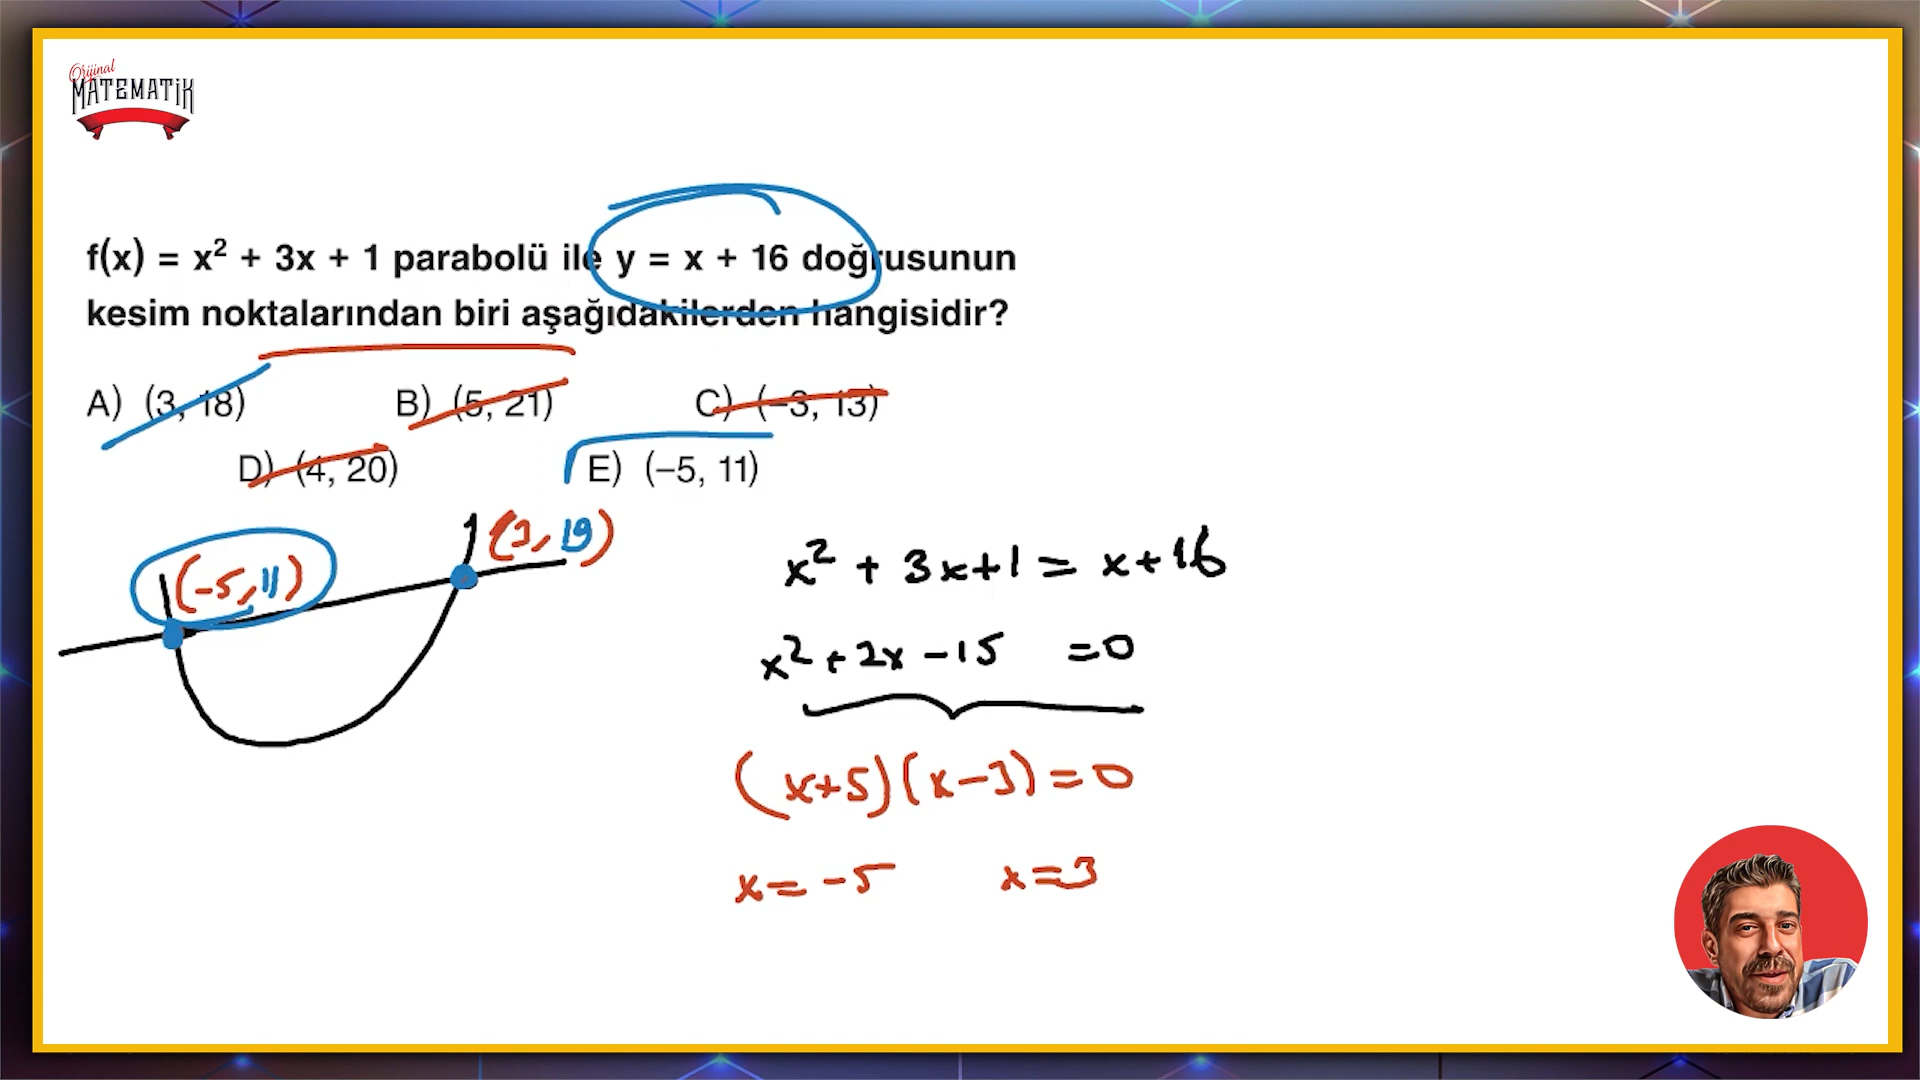 Orijinal
MATEMATİK
f(x) = x² + 3x + 1 parabolü ile y = x + 16 doğrusunun
kesim noktalarından biri aşağıdakilerden hangisidir?
A) (3, 18) B) (5, 21) C) (–3, 13)
D) (4, 20) E) (–5, 11)
(-5, 11) (3, 19)
x² + 3x+1 = x+16
x² + 2x - 15 = 0
(x+5)(x-3) = 0
x = -5 x = 3